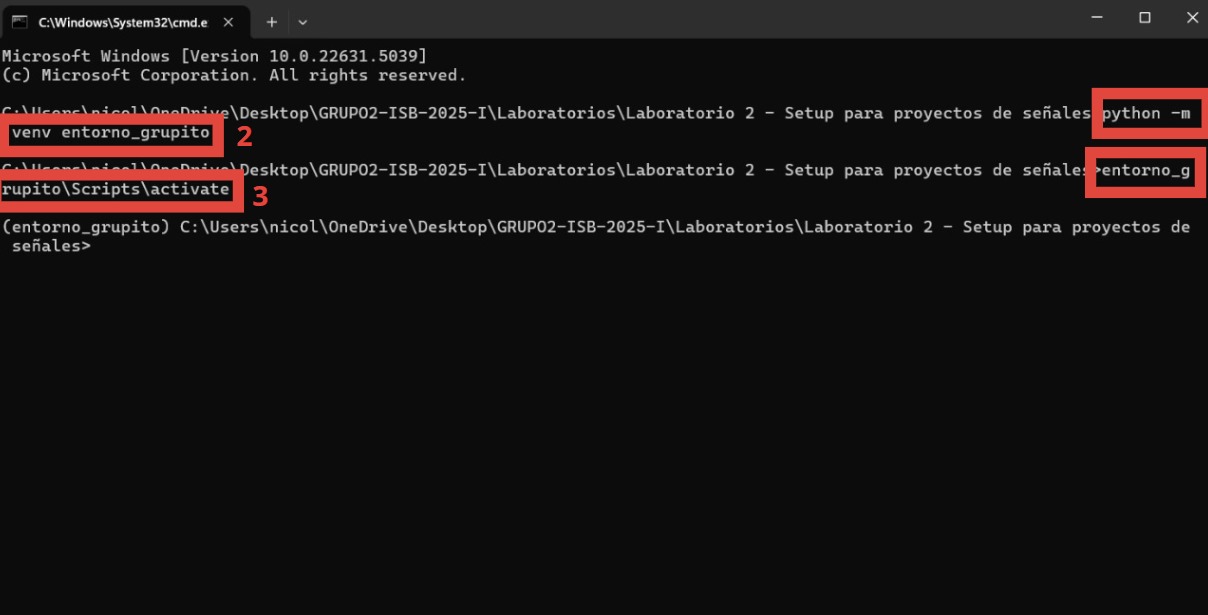 C:\Windows\System32\cmd.e
Microsoft Windows [Version 10.0.22631.5039]
(c) Microsoft Corporation. All rights reserved.
C:\Users\nicol\OneDrive\Desktop\GRUPO2-ISB-2025-I\Laboratorios\Laboratorio 2 - Setup para proyectos de señales python -m
venv entorno_grupito 2
C:\Users\nicol\OneDrive\Desktop\GRUPO2-ISB-2025-I\Laboratorios\Laboratorio 2 - Setup para proyectos de señales>entorno_g
rupito\Scripts\activate 3
(entorno_grupito) C:\Users\nicol\OneDrive\Desktop\GRUPO2-ISB-2025-I\Laboratorios\Laboratorio 2 - Setup para proyectos de
señales>